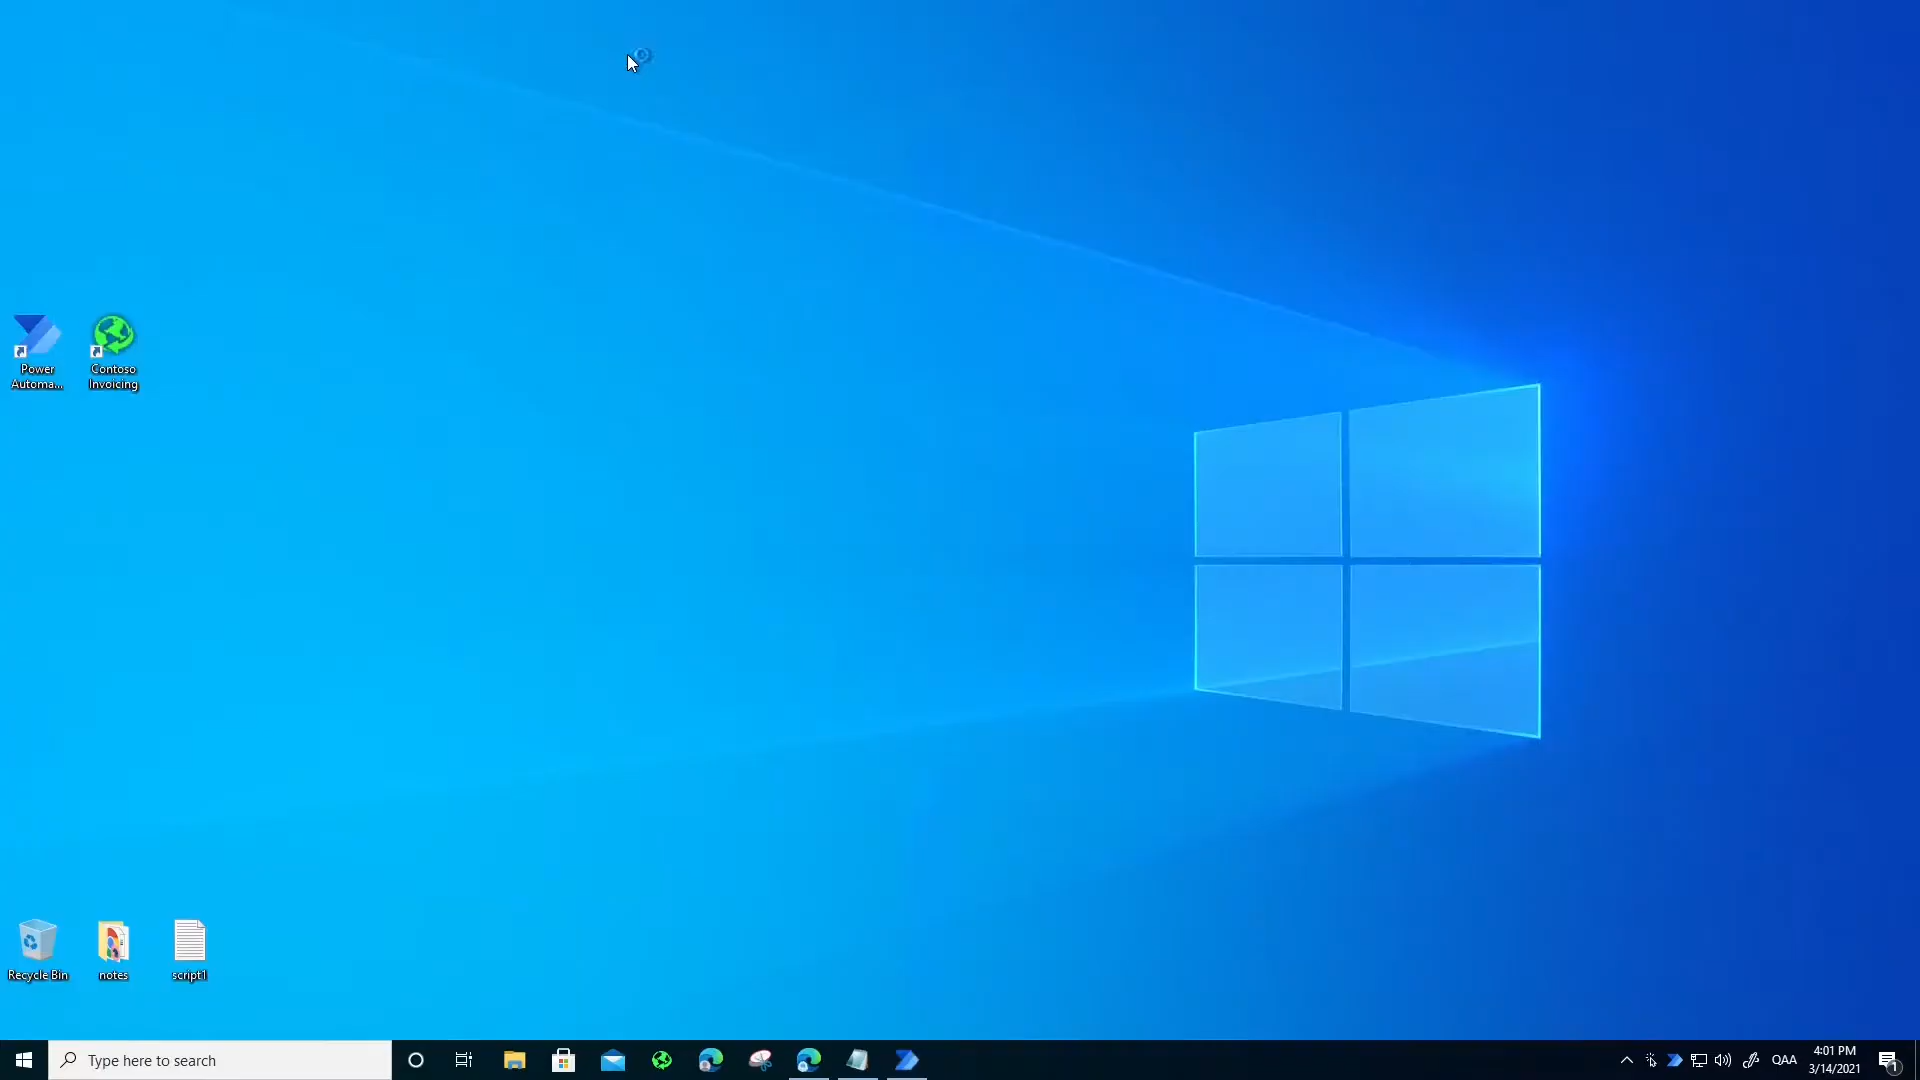 Power
Automa...
Contoso
Invoicing
Recycle Bin
notes
script1
Type here to search
QAA
4:01 PM
3/14/2021
1